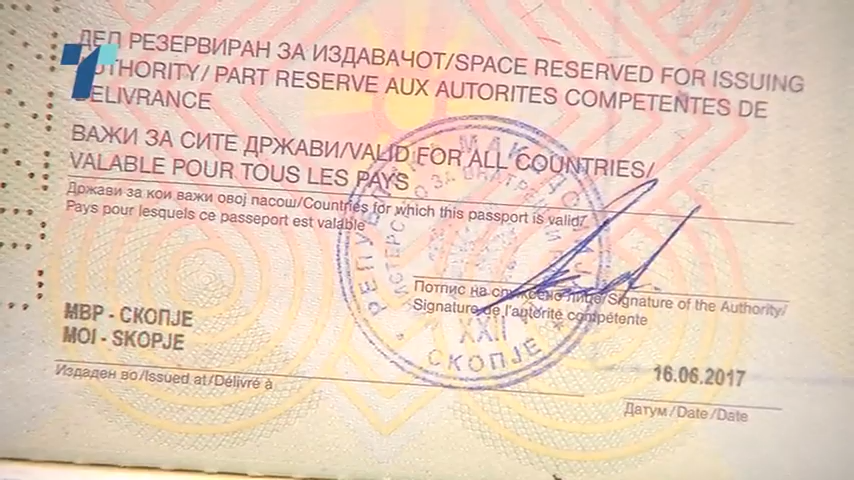 ДЕЛ РЕЗЕРВИРАН ЗА ИЗДАВАЧОТ/SPACE RESERVED FOR ISSUING
AUTHORITY/ PART RESERVE AUX AUTORITES COMPETENTES DE
DELIVRANCE
ВАЖИ ЗА СИТЕ ДРЖАВИ/VALID FOR ALL COUNTRIES/
VALABLE POUR TOUS LES PAYS
Држави за кои важи овој пасош/Countries for which this passport is valid/
Pays pour lesquels ce passeport est valable
Потпис на службено лице/Signature of the Authority/
Signature de l'autorité compétente
МВР - СКОПЈЕ
MOI - SKOPJE
Издаден во/Issued at/Délivré à
16.06.2017
Датум/Date/Date
XXII
СКОПЈЕ